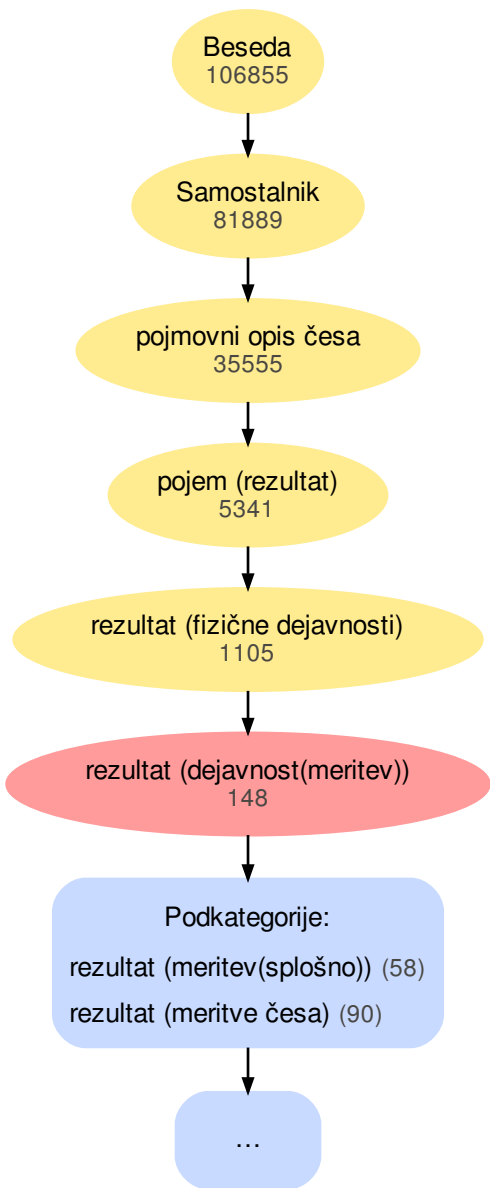 Beseda
106855
Samostalnik
81889
pojmovni opis česa
35555
pojem (rezultat)
5341
rezultat (fizične dejavnosti)
1105
rezultat (dejavnost(meritev))
148
Podkategorije:
rezultat (meritev(splošno)) (58)
rezultat (meritve česa) (90)
...